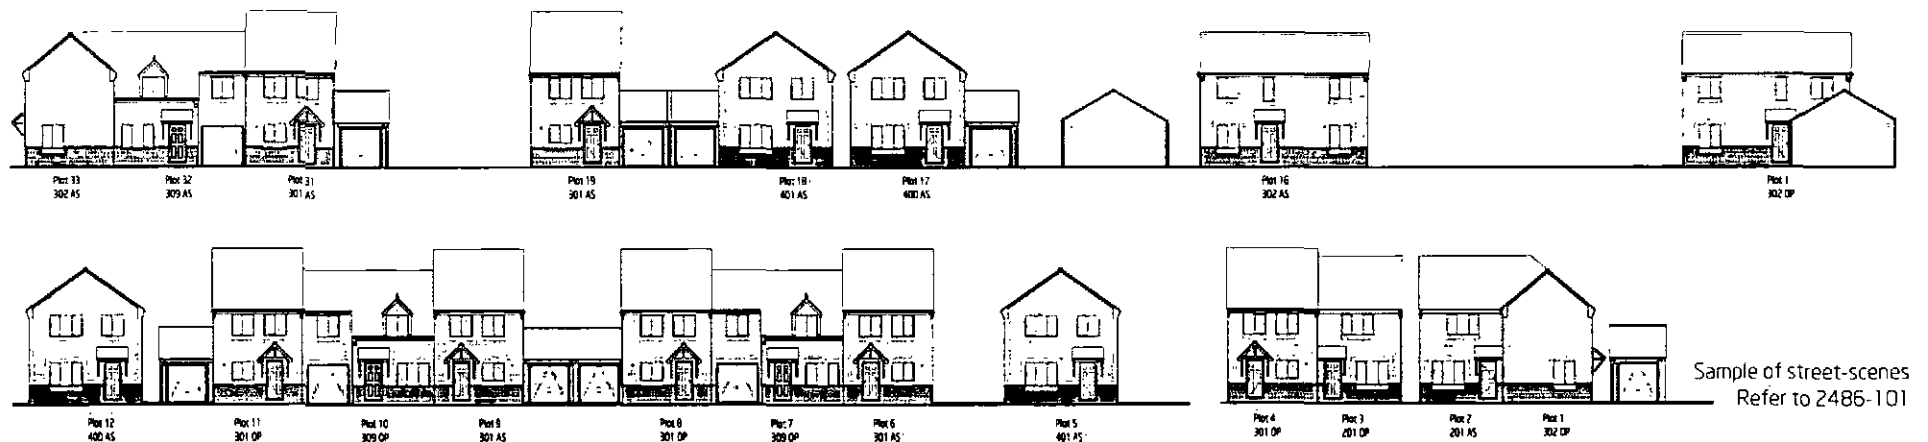 Plot 33
302 AS
Plot 32
309 AS
Plot 31
301 AS
Plot 19
301 AS
Plot 18
401 AS
Plot 17
400 AS
Plot 16
302 AS
Plot 1
302 OP
Plot 12
400 AS
Plot 11
301 OP
Plot 10
309 OP
Plot 9
301 AS
Plot 8
301 OP
Plot 7
309 OP
Plot 6
301 AS
Plot 5
401 AS
Plot 4
301 OP
Plot 3
201 OP
Plot 2
201 AS
Plot 1
302 OP
Sample of street-scenes
Refer to 2486-101